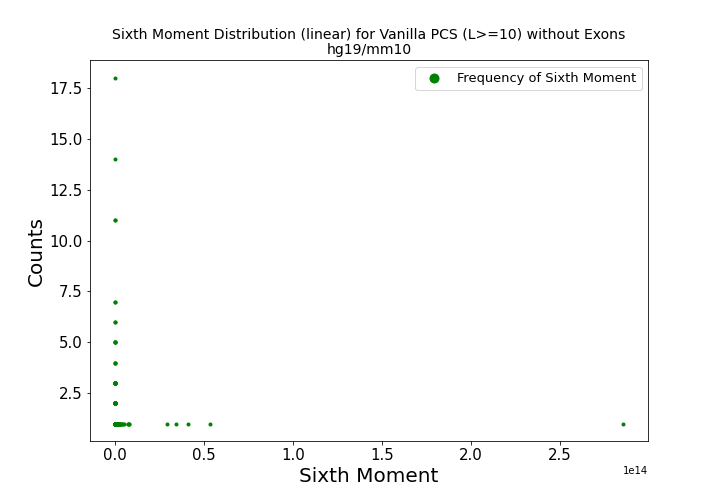 Sixth Moment Distribution (linear) for Vanilla PCS (L>=10) without Exons
hg19/mm10
Frequency of Sixth Moment
17.5
15.0
12.5
10.0
7.5
5.0
2.5
Counts
0.0 0.5 1.0 1.5 2.0 2.5
1e14
Sixth Moment